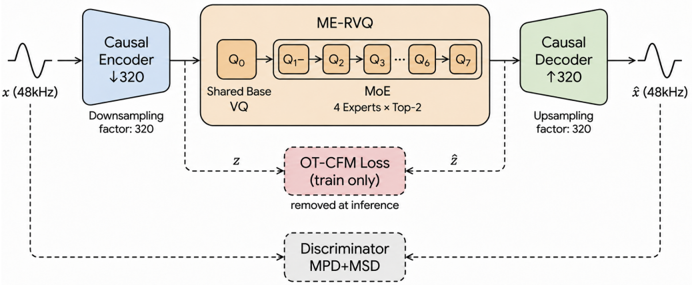 ME-RVQ
Causal
Encoder
↓320
Q₀
Q₁−
Q₂
Q₃
⋯
Q₆
Q₇
Causal
Decoder
↑320
x (48kHz)
Shared Base
VQ
MoE
4 Experts × Top-2
x̂ (48kHz)
Downsampling
factor: 320
Upsampling
factor: 320
z
OT-CFM Loss
(train only)
ẑ
removed at inference
Discriminator
MPD+MSD